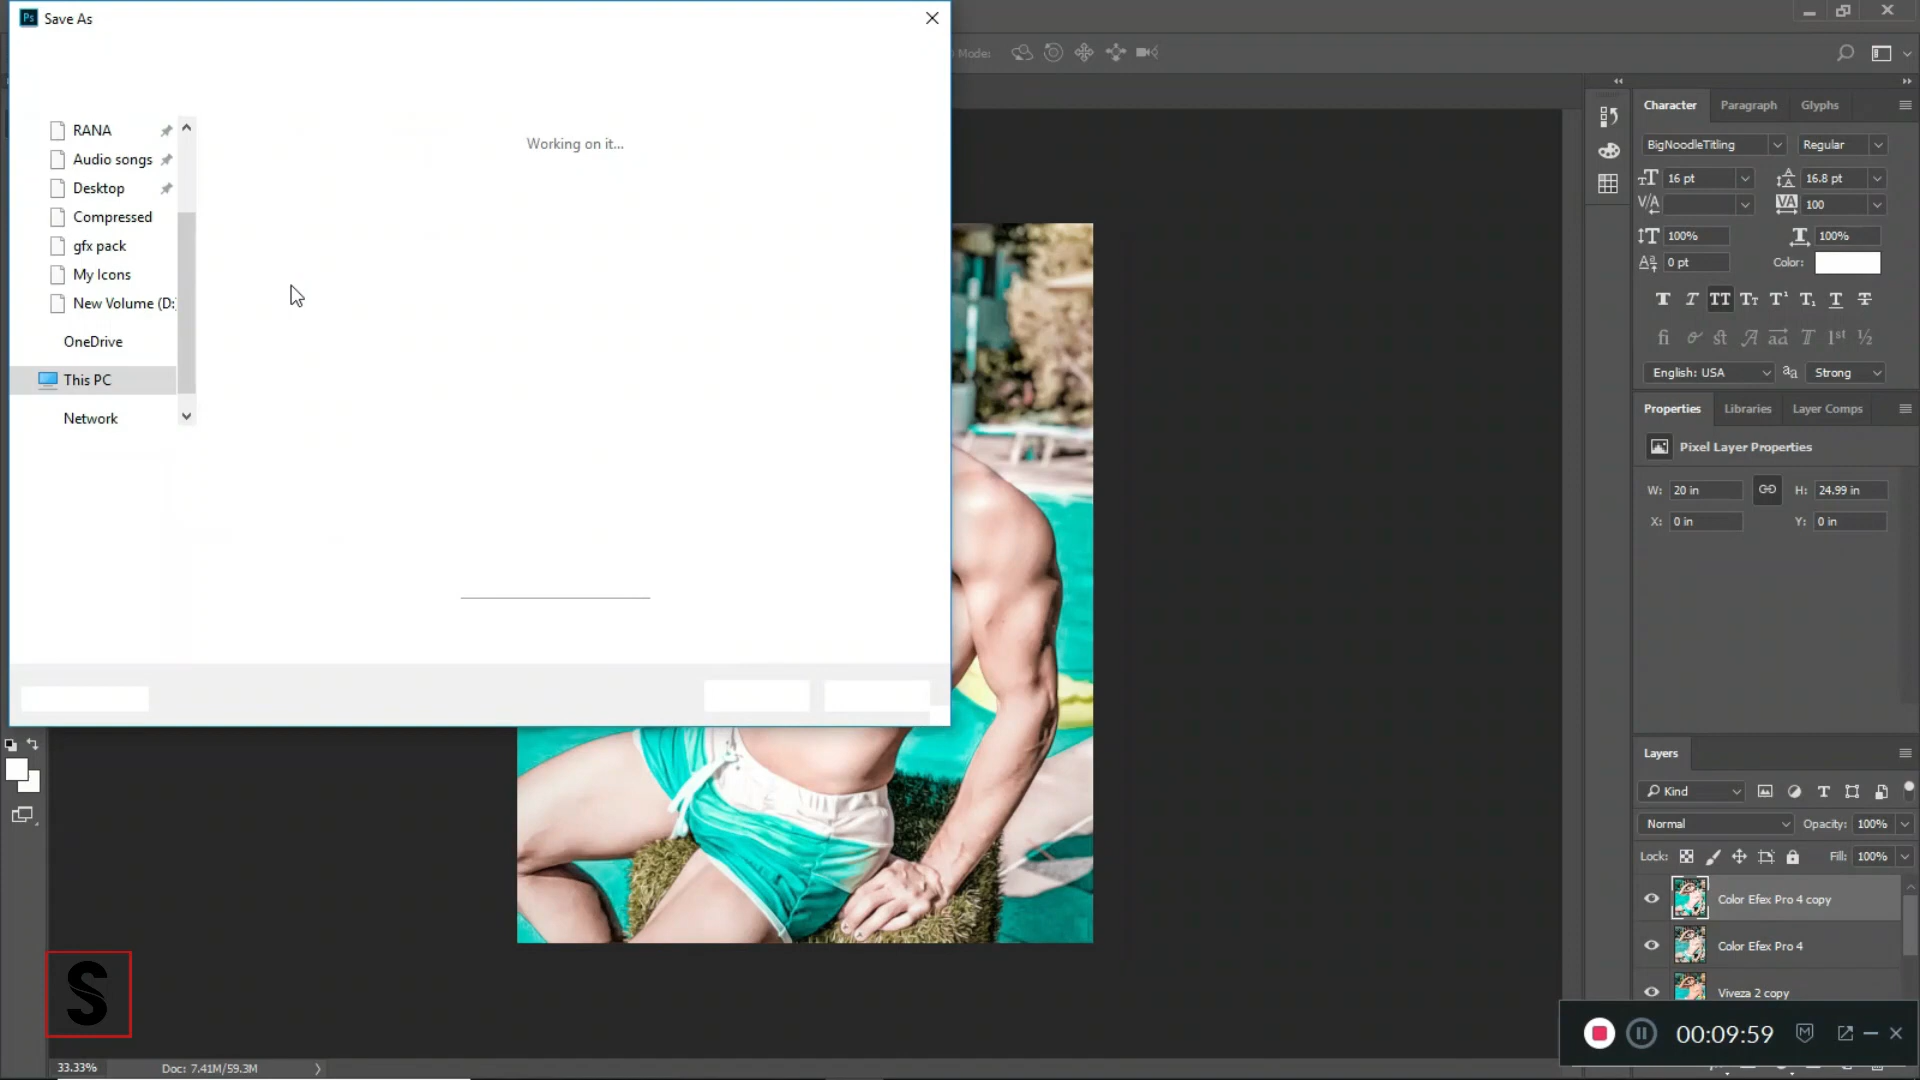 Ps Save As
RANA
Audio songs
Desktop
Compressed
gfx pack
My Icons
New Volume (D:
OneDrive
This PC
Network
Working on it...
Mode:
Character Paragraph Glyphs
BigNoodleTitling Regular
16 pt 16.8 pt
100
100% 100%
0 pt Color:
English: USA Strong
Properties Libraries Layer Comps
Pixel Layer Properties
W: 20 in H: 24.99 in
X: 0 in Y: 0 in
Layers
Kind
Normal Opacity: 100%
Lock: Fill: 100%
Color Efex Pro 4 copy
Color Efex Pro 4
Viveza 2 copy
S
00:09:59
33.33% Doc: 7.41M/59.3M